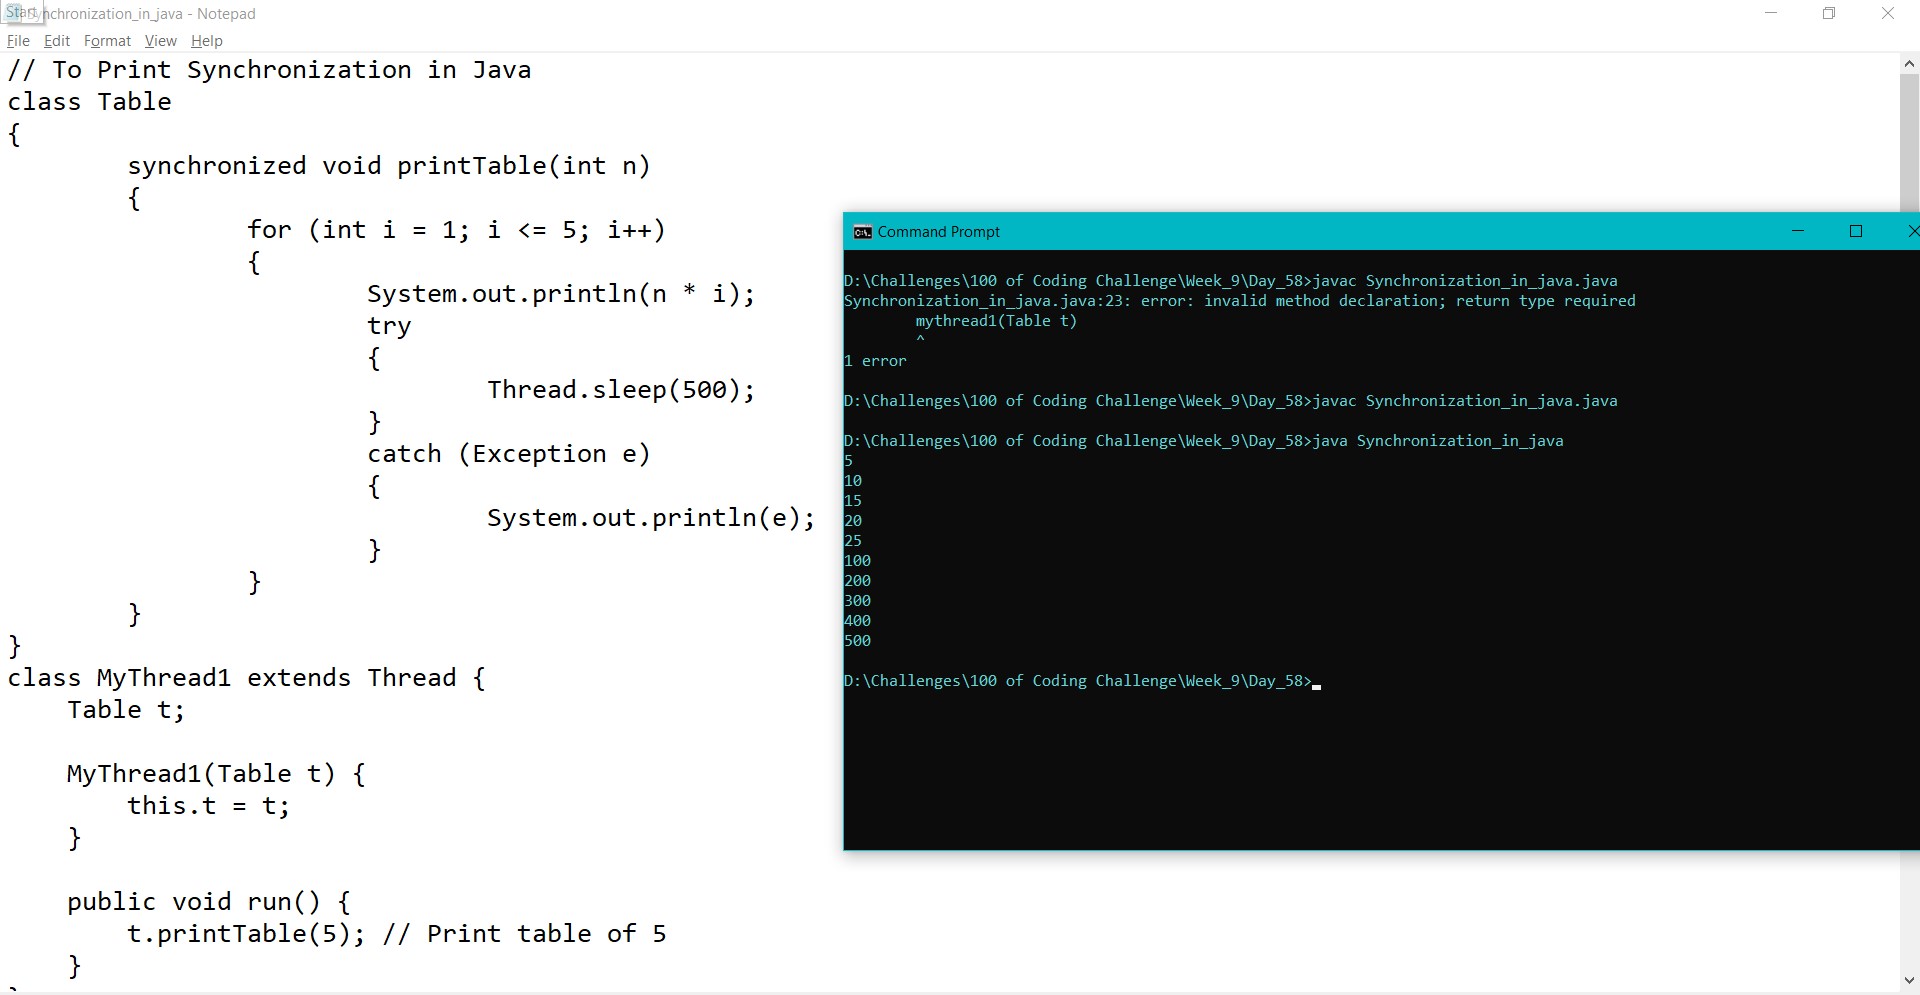 Start
Synchronization_in_java - Notepad
File Edit Format View Help
// To Print Synchronization in Java
class Table
{
synchronized void printTable(int n)
{
for (int i = 1; i <= 5; i++)
{
System.out.println(n * i);
try
{
Thread.sleep(500);
}
catch (Exception e)
{
System.out.println(e);
}
}
}
}
class MyThread1 extends Thread {
Table t;
MyThread1(Table t) {
this.t = t;
}
public void run() {
t.printTable(5); // Print table of 5
}
Command Prompt
D:\Challenges\100 of Coding Challenge\Week_9\Day_58>javac Synchronization_in_java.java
Synchronization_in_java.java:23: error: invalid method declaration; return type required
mythread1(Table t)
^
1 error
D:\Challenges\100 of Coding Challenge\Week_9\Day_58>javac Synchronization_in_java.java
D:\Challenges\100 of Coding Challenge\Week_9\Day_58>java Synchronization_in_java
5
10
15
20
25
100
200
300
400
500
D:\Challenges\100 of Coding Challenge\Week_9\Day_58>